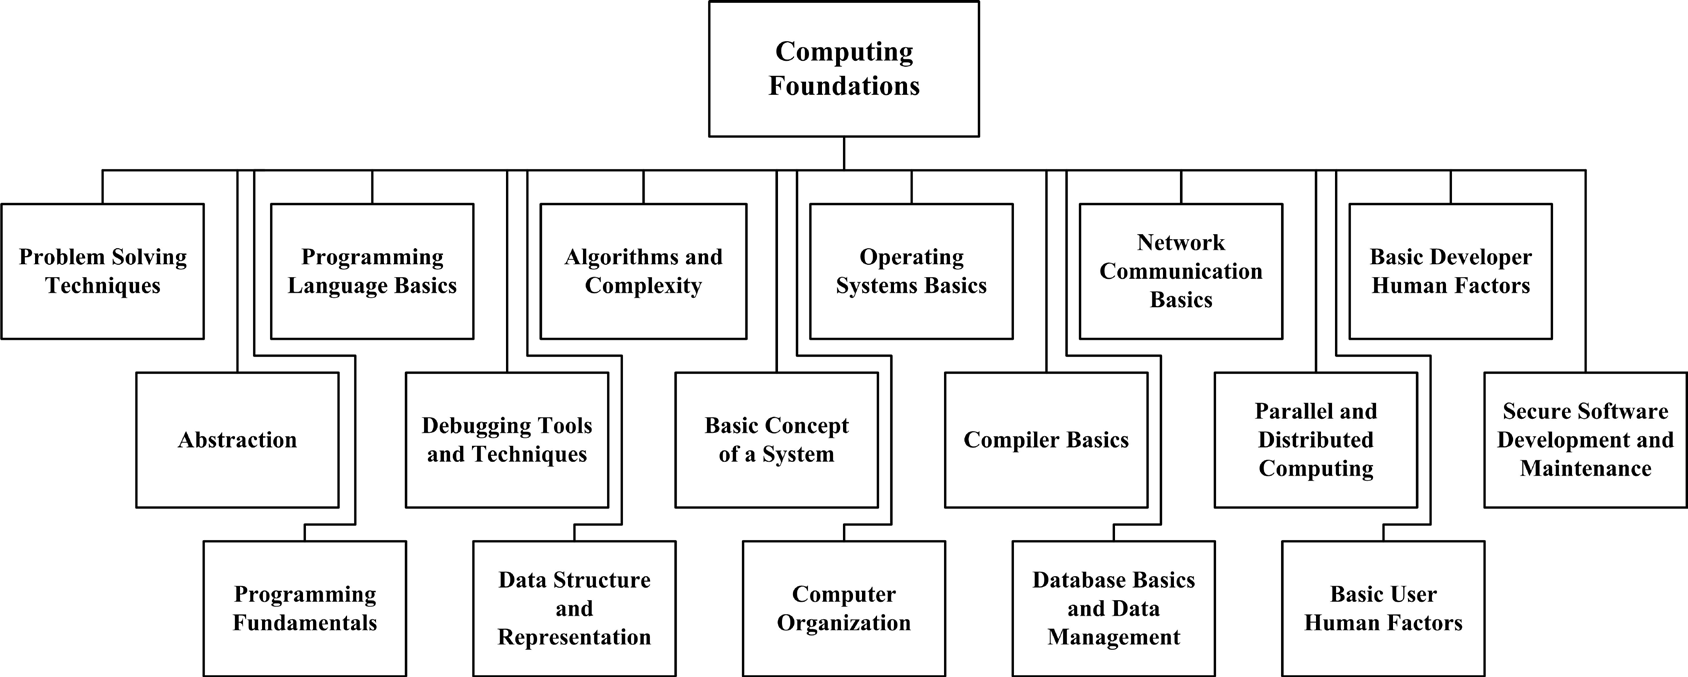 Computing
Foundations
Problem Solving
Techniques
Programming
Language Basics
Algorithms and
Complexity
Operating
Systems Basics
Network
Communication
Basics
Basic Developer
Human Factors
Abstraction
Debugging Tools
and Techniques
Basic Concept
of a System
Compiler Basics
Parallel and
Distributed
Computing
Secure Software
Development and
Maintenance
Programming
Fundamentals
Data Structure
and
Representation
Computer
Organization
Database Basics
and Data
Management
Basic User
Human Factors